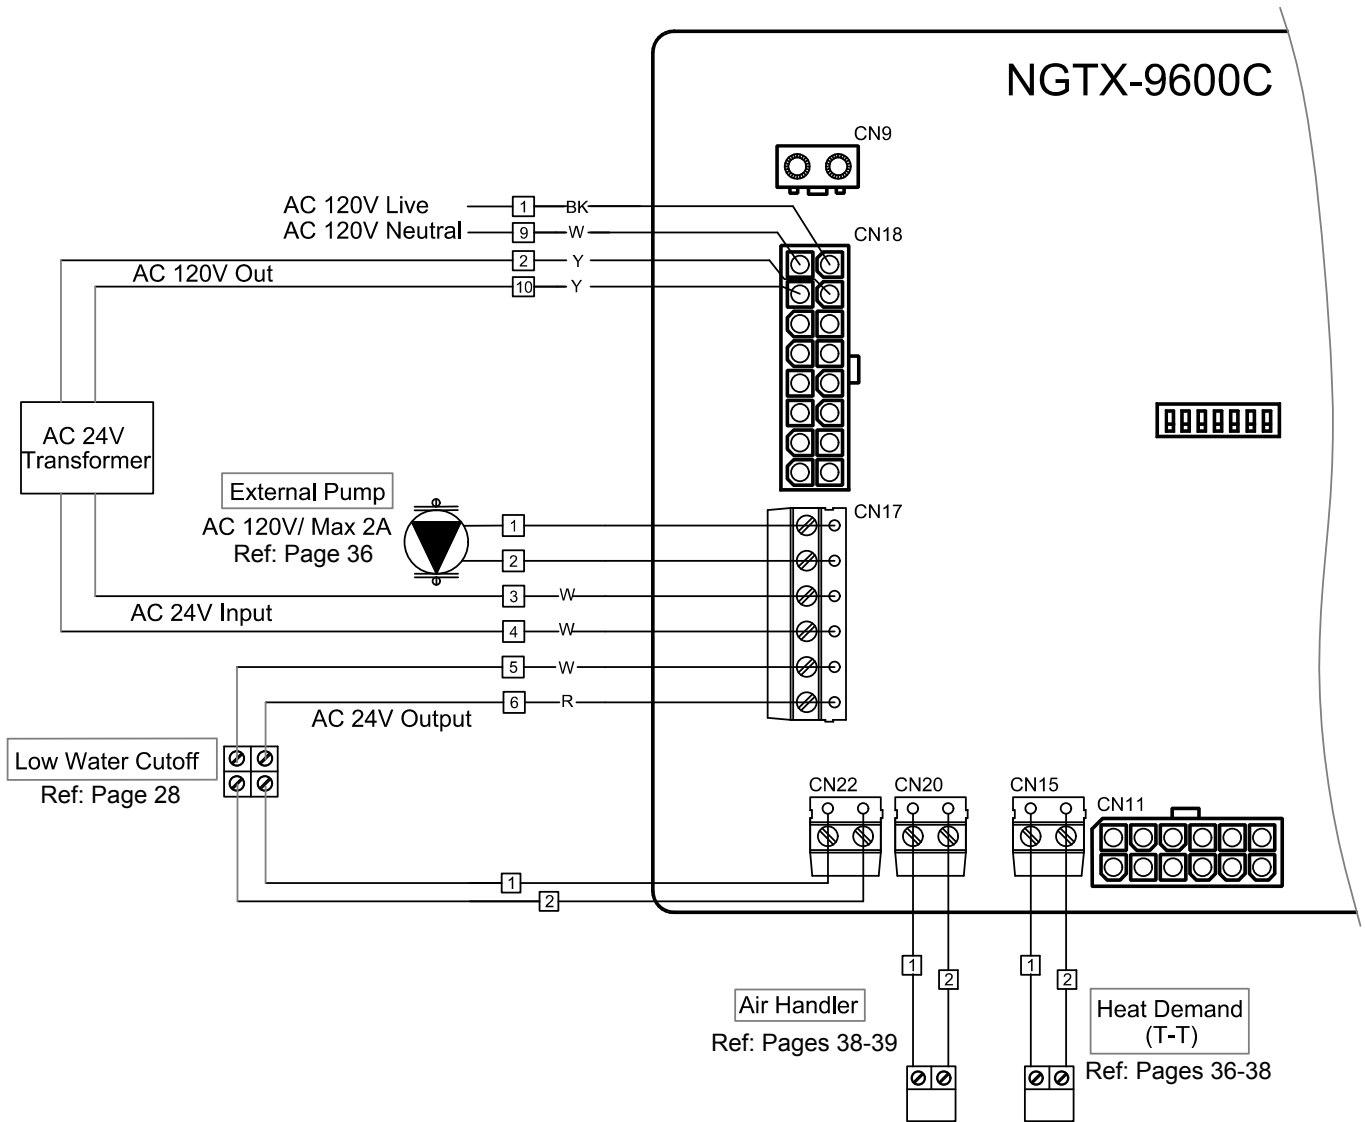 NGTX-9600C
CN9
AC 120V Live 1 BK
AC 120V Neutral 9 W
CN18
2 Y
AC 120V Out
10 Y
AC 24V
Transformer
External Pump
AC 120V/ Max 2A
Ref: Page 36
CN17
1
2
3 W
AC 24V Input
4 W
5 W
6 R
AC 24V Output
Low Water Cutoff
Ref: Page 28
CN22
CN20
CN15
CN11
1
2
1
2
1
2
Air Handler
Ref: Pages 38-39
Heat Demand
(T-T)
Ref: Pages 36-38